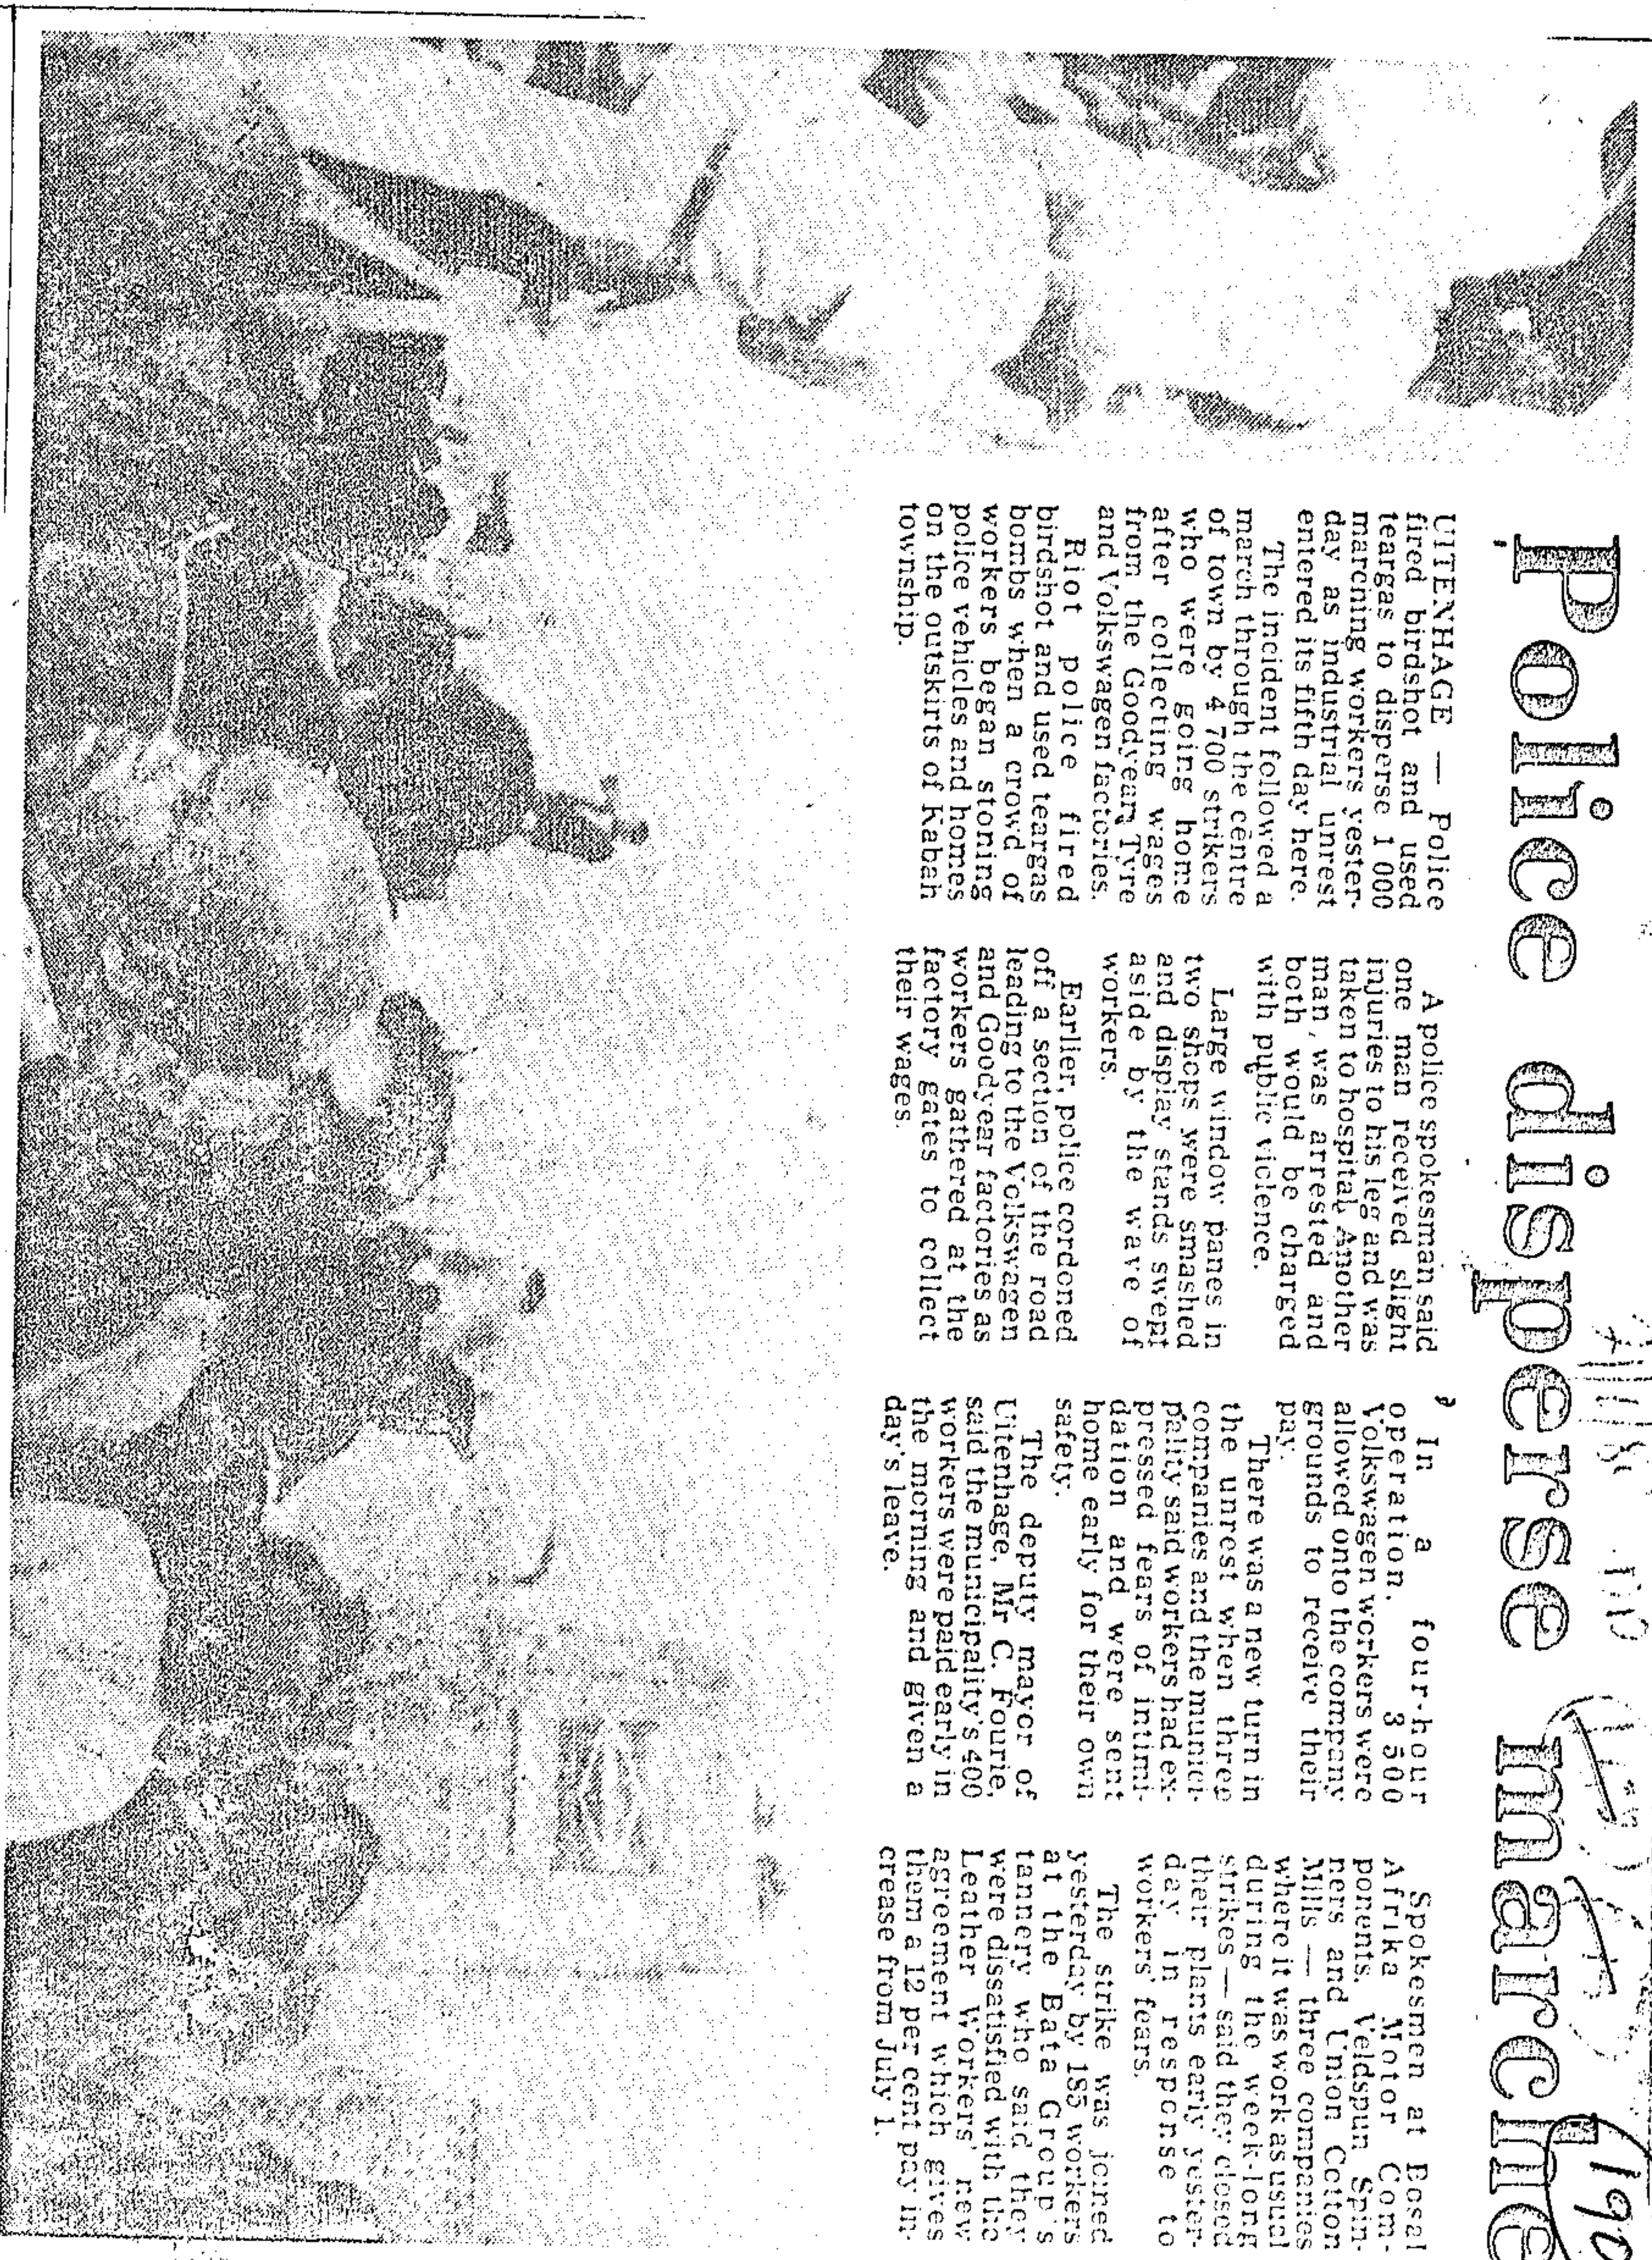 Police disperse marche
UITENHAGE — Police
fired birdshot and used
teargas to disperse 1 000
marching workers yester-
day as industrial unrest
entered its fifth day here.
The incident followed a
march through the centre
of town by 4 700 strikers
who were going home
after collecting wages
from the Goodyear Tyre
and Volkswagen factories.
Riot police fired
birdshot and used teargas
bombs when a crowd of
workers began stoning
police vehicles and homes
on the outskirts of Kabah
township.
A police spokesman said
one man received slight
injuries to his leg and was
taken to hospital. Another
man, was arrested and
both would be charged
with public violence.
Large window panes in
two shops were smashed
and display stands swept
aside by the wave of
workers.
Earlier, police cordoned
off a section of the road
leading to the Volkswagen
and Goodyear factories as
workers gathered at the
factory gates to collect
their wages.
In a four-hour
operation, 3 500
Volkswagen workers were
allowed onto the company
grounds to receive their
pay.
There was a new turn in
the unrest when three
companies and the munici-
pality said workers had ex-
pressed fears of intimi-
dation and were sent
home early for their own
safety.
The deputy mayor of
Uitenhage, Mr C. Fourie,
said the municipality's 400
workers were paid early in
the morning and given a
day's leave.
Spokesmen at Bosal
Afrika Motor Com-
ponents, Veldspun Spin-
ners and Union Cotton
Mills — three companies
where it was work as usual
during the week-long
strikes — said they closed
their plants early yester-
day in response to
workers' fears.
The strike was joined
yesterday by 185 workers
at the Bata Group's
tannery who said they
were dissatisfied with the
Leather Workers' new
agreement which gives
them a 12 per cent pay in-
crease from July 1.